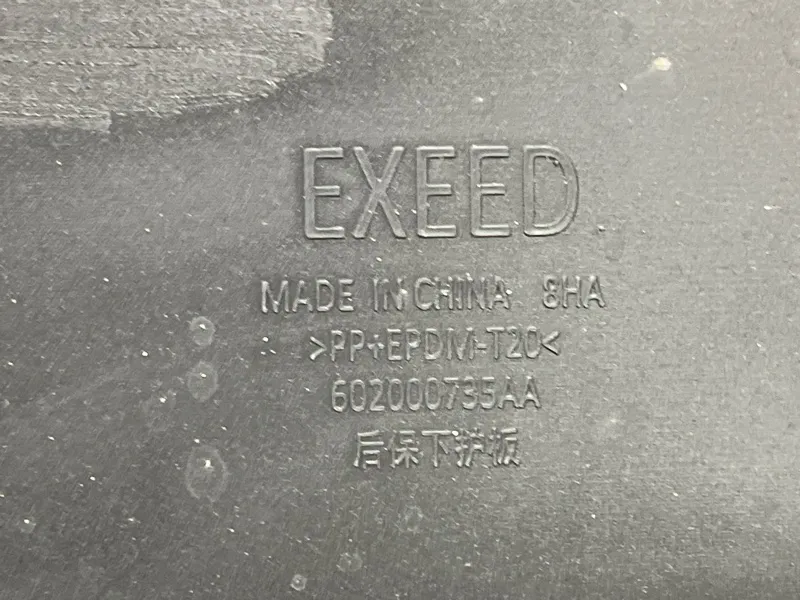 EXEED
MADE IN CHINA 8HA
>PP+EPDM-T20<
602000735AA
后保下护板